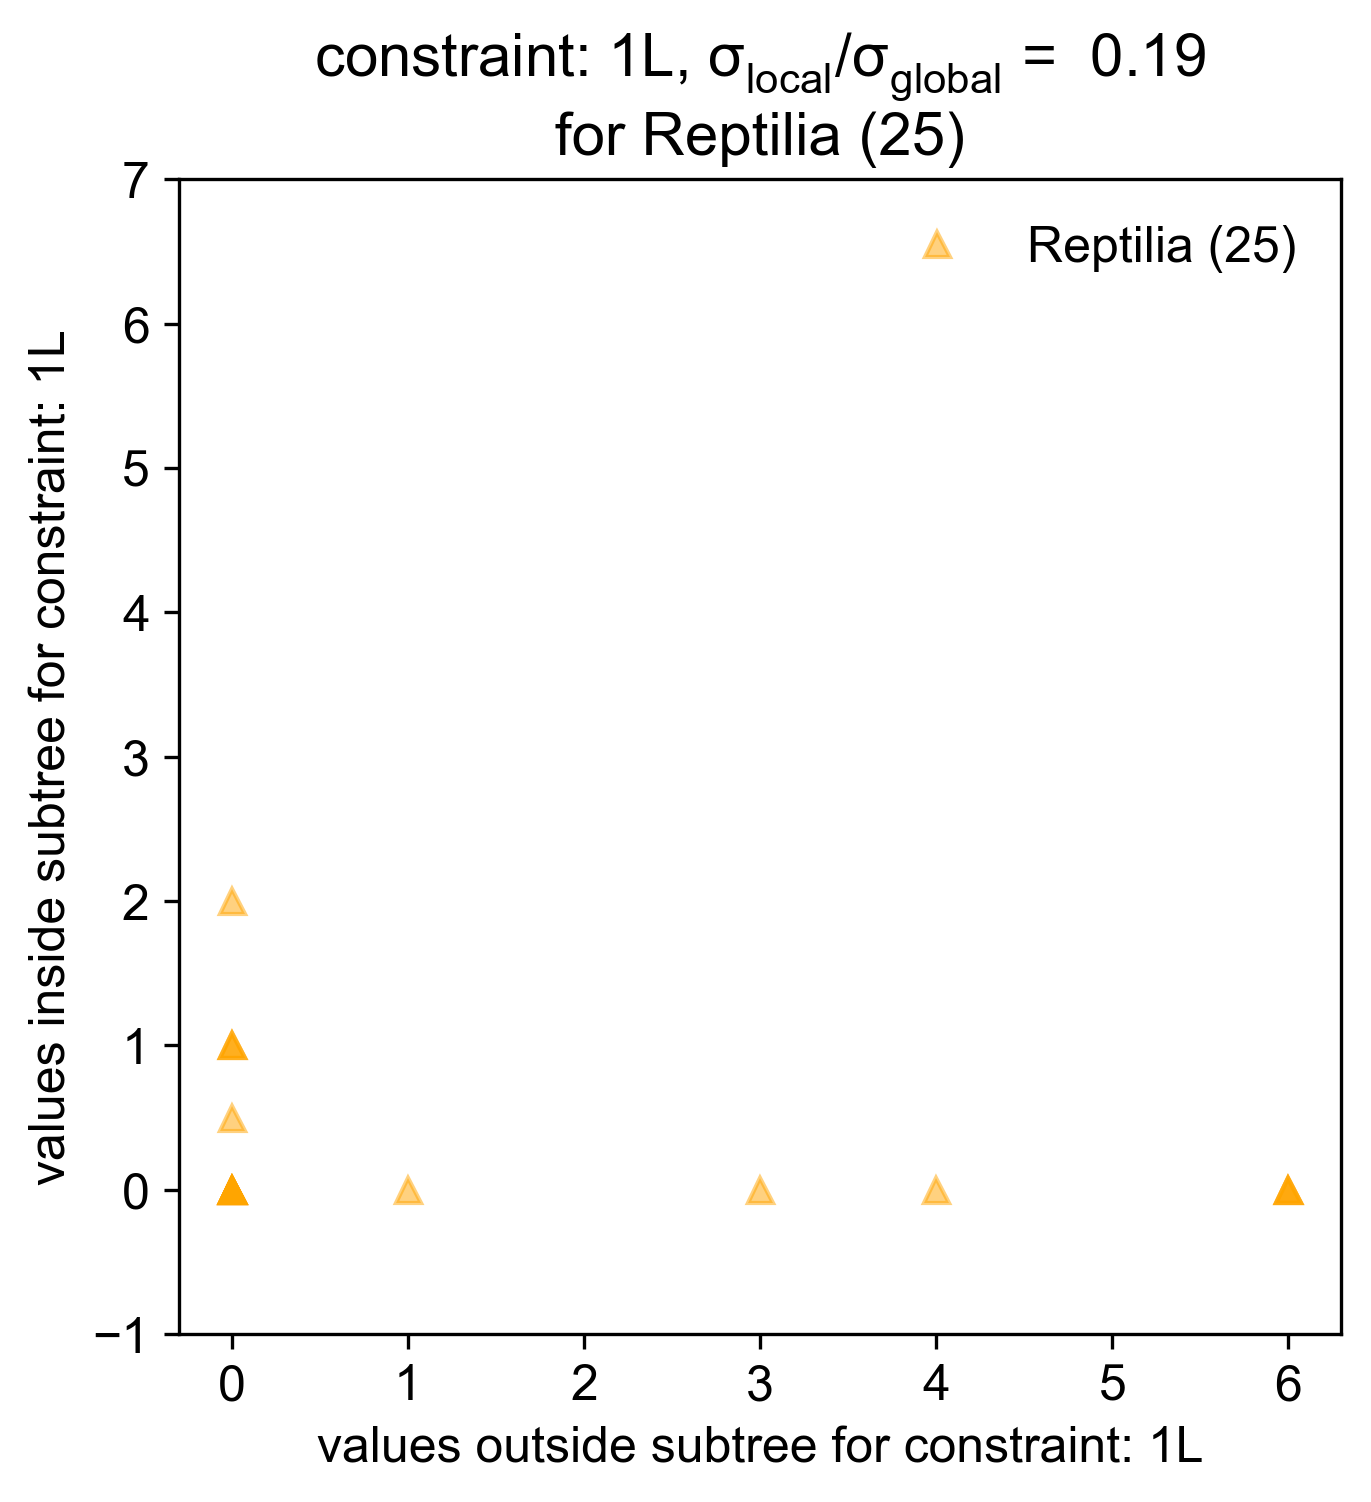 constraint: 1L, σlocal/σglobal = 0.19
for Reptilia (25)
7
Reptilia (25)
6
5
4
3
2
1
0
−1
values inside subtree for constraint: 1L
0 1 2 3 4 5 6
values outside subtree for constraint: 1L